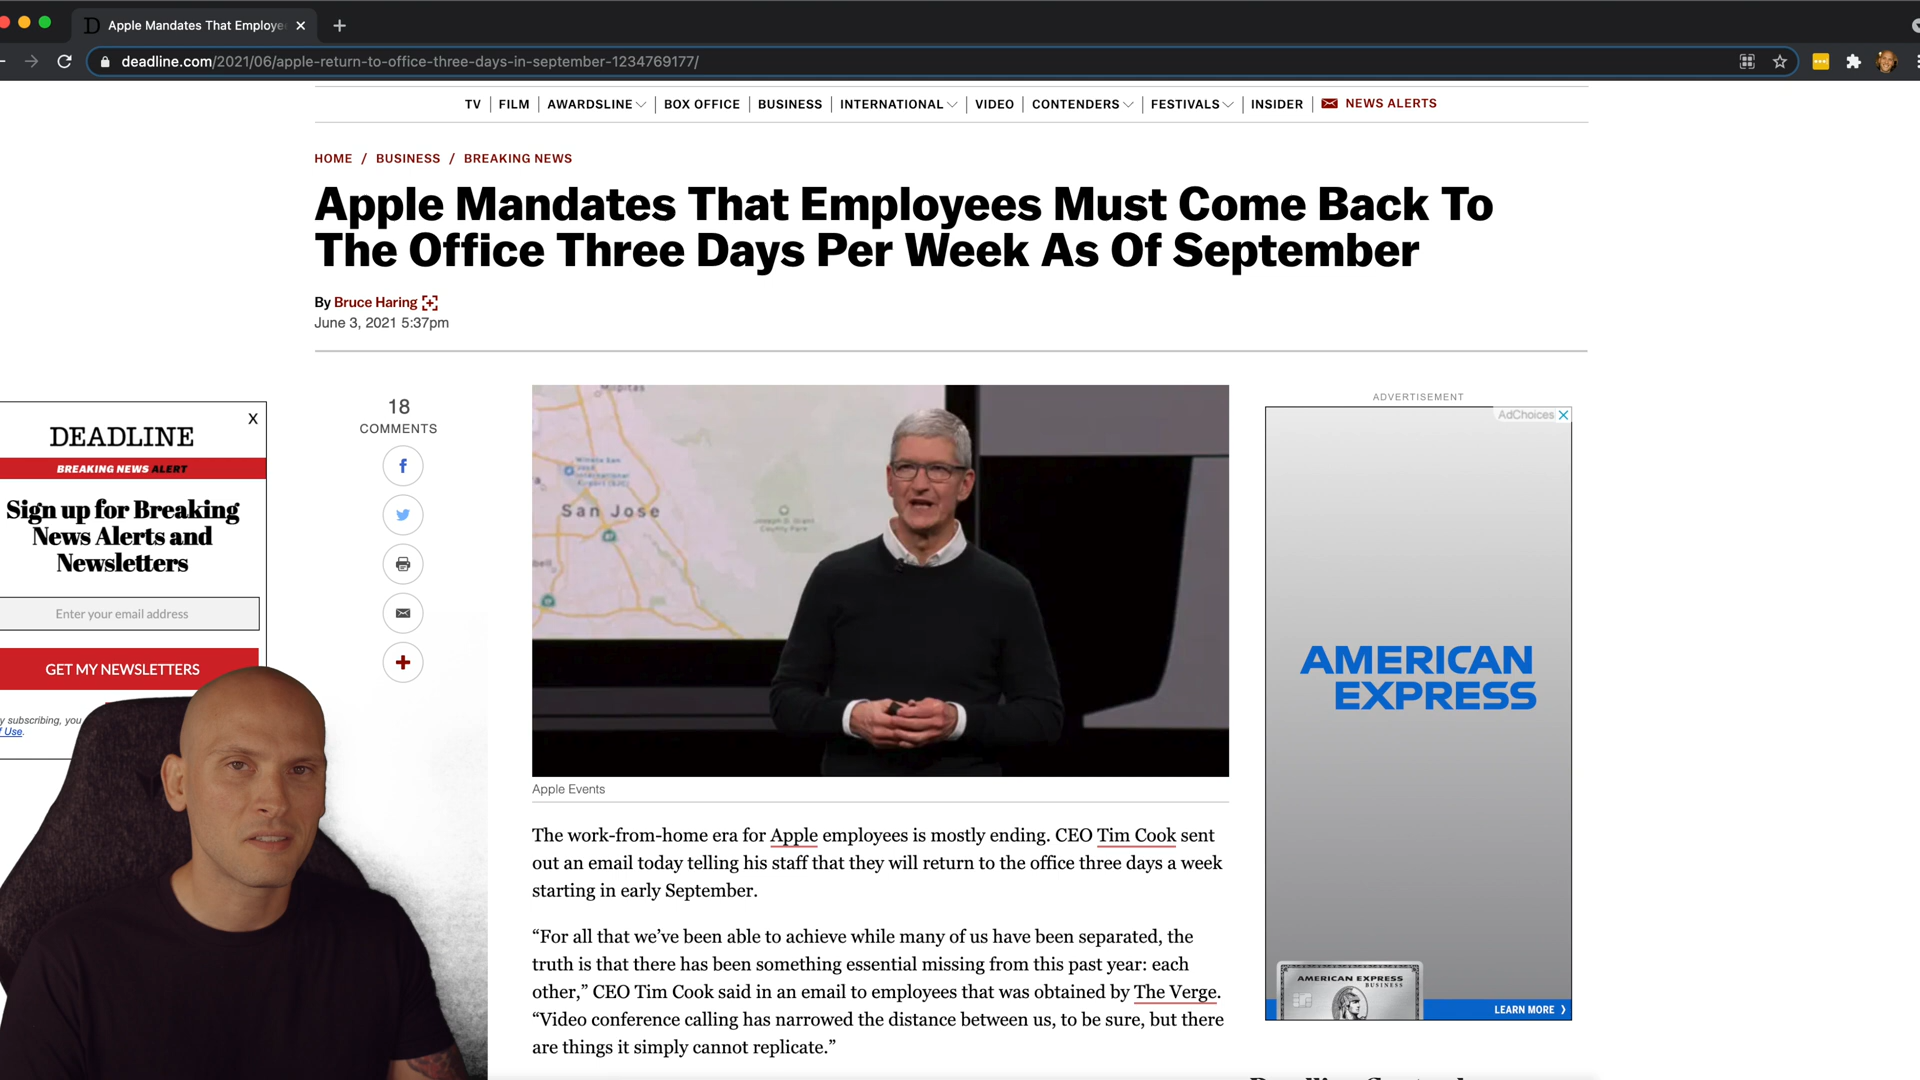 Apple Mandates That Employe
deadline.com/2021/06/apple-return-to-office-three-days-in-september-1234769177/
TV | FILM | AWARDSLINE | BOX OFFICE | BUSINESS | INTERNATIONAL | VIDEO | CONTENDERS | FESTIVALS | INSIDER | NEWS ALERTS
HOME / BUSINESS / BREAKING NEWS
Apple Mandates That Employees Must Come Back To
The Office Three Days Per Week As Of September
By Bruce Haring
June 3, 2021 5:37pm
X
DEADLINE
BREAKING NEWS ALERT
Sign up for Breaking
News Alerts and
Newsletters
Enter your email address
GET MY NEWSLETTERS
y subscribing, you
Use.
18
COMMENTS
San Jose
Apple Events
The work-from-home era for Apple employees is mostly ending. CEO Tim Cook sent
out an email today telling his staff that they will return to the office three days a week
starting in early September.
“For all that we’ve been able to achieve while many of us have been separated, the
truth is that there has been something essential missing from this past year: each
other,” CEO Tim Cook said in an email to employees that was obtained by The Verge.
“Video conference calling has narrowed the distance between us, to be sure, but there
are things it simply cannot replicate.”
ADVERTISEMENT
AdChoices
AMERICAN
EXPRESS
AMERICAN EXPRESS
BUSINESS
LEARN MORE